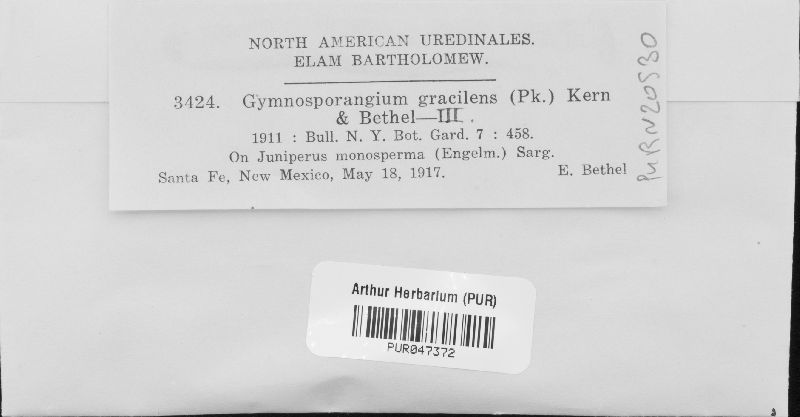 NORTH AMERICAN UREDINALES.
ELAM BARTHOLOMEW.
3424. Gymnosporangium gracilens (Pk.) Kern
& Bethel—III.
1911 : Bull. N. Y. Bot. Gard. 7 : 458.
On Juniperus monosperma (Engelm.) Sarg.
Santa Fe, New Mexico, May 18, 1917. E. Bethel
PURN20530
Arthur Herbarium (PUR)
PUR047372